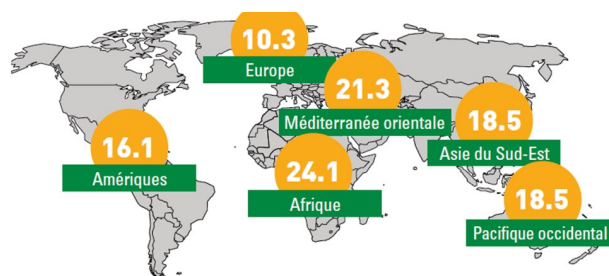 10.3
Europe
21.3
Méditerranée orientale
18.5
Asie du Sud-Est
16.1
Amériques
24.1
Afrique
18.5
Pacifique occidental